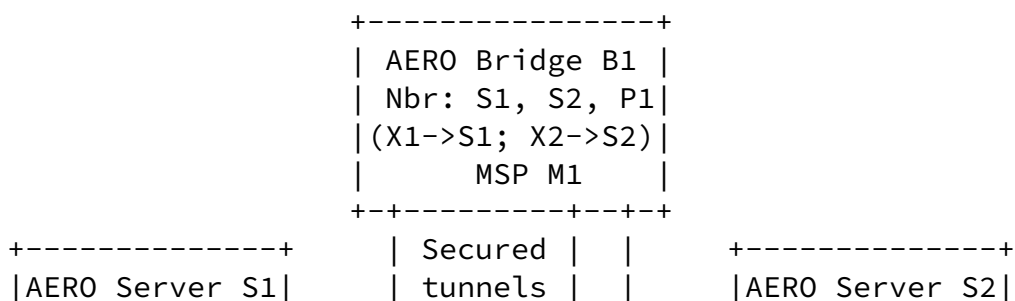 +----------------+
| AERO Bridge B1 |
| Nbr: S1, S2, P1|
|(X1->S1; X2->S2)|
|      MSP M1    |
+-+---------+--+-+
+--------------+     | Secured |  |     +--------------+
|AERO Server S1|     | tunnels |  |     |AERO Server S2|